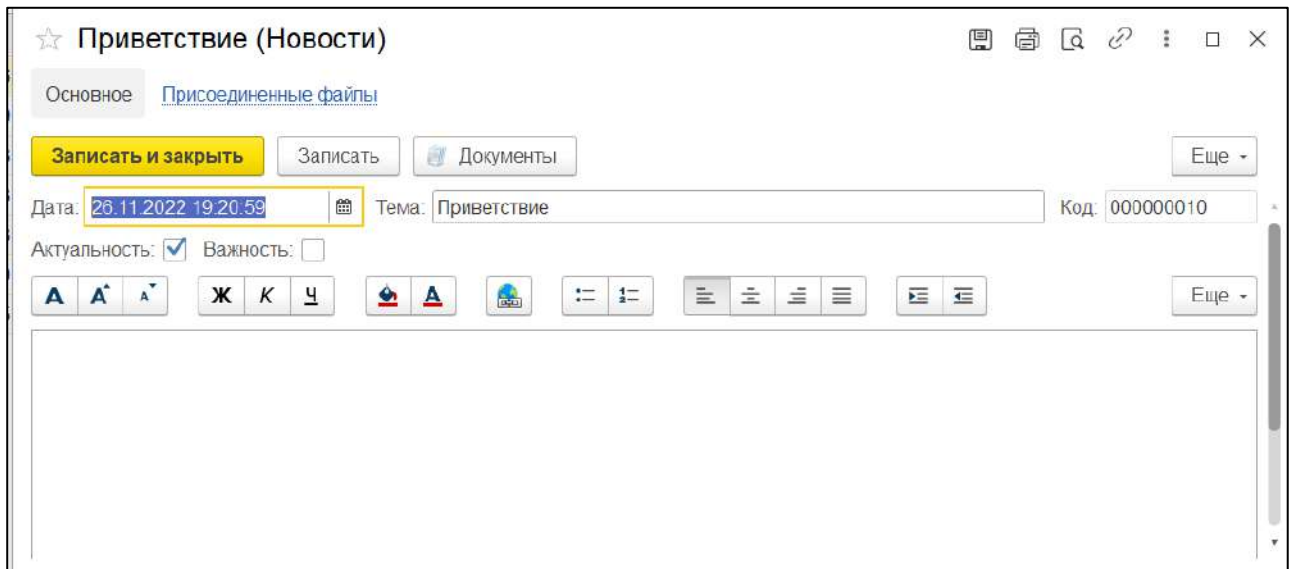 Приветствие (Новости)
Основное Присоединенные файлы
Записать и закрыть Записать Документы Еще
Дата: 26.11.2022 19:20:59 Тема: Приветствие Код: 000000010
Актуальность: Важность:
А А А Ж К Ч А Еще